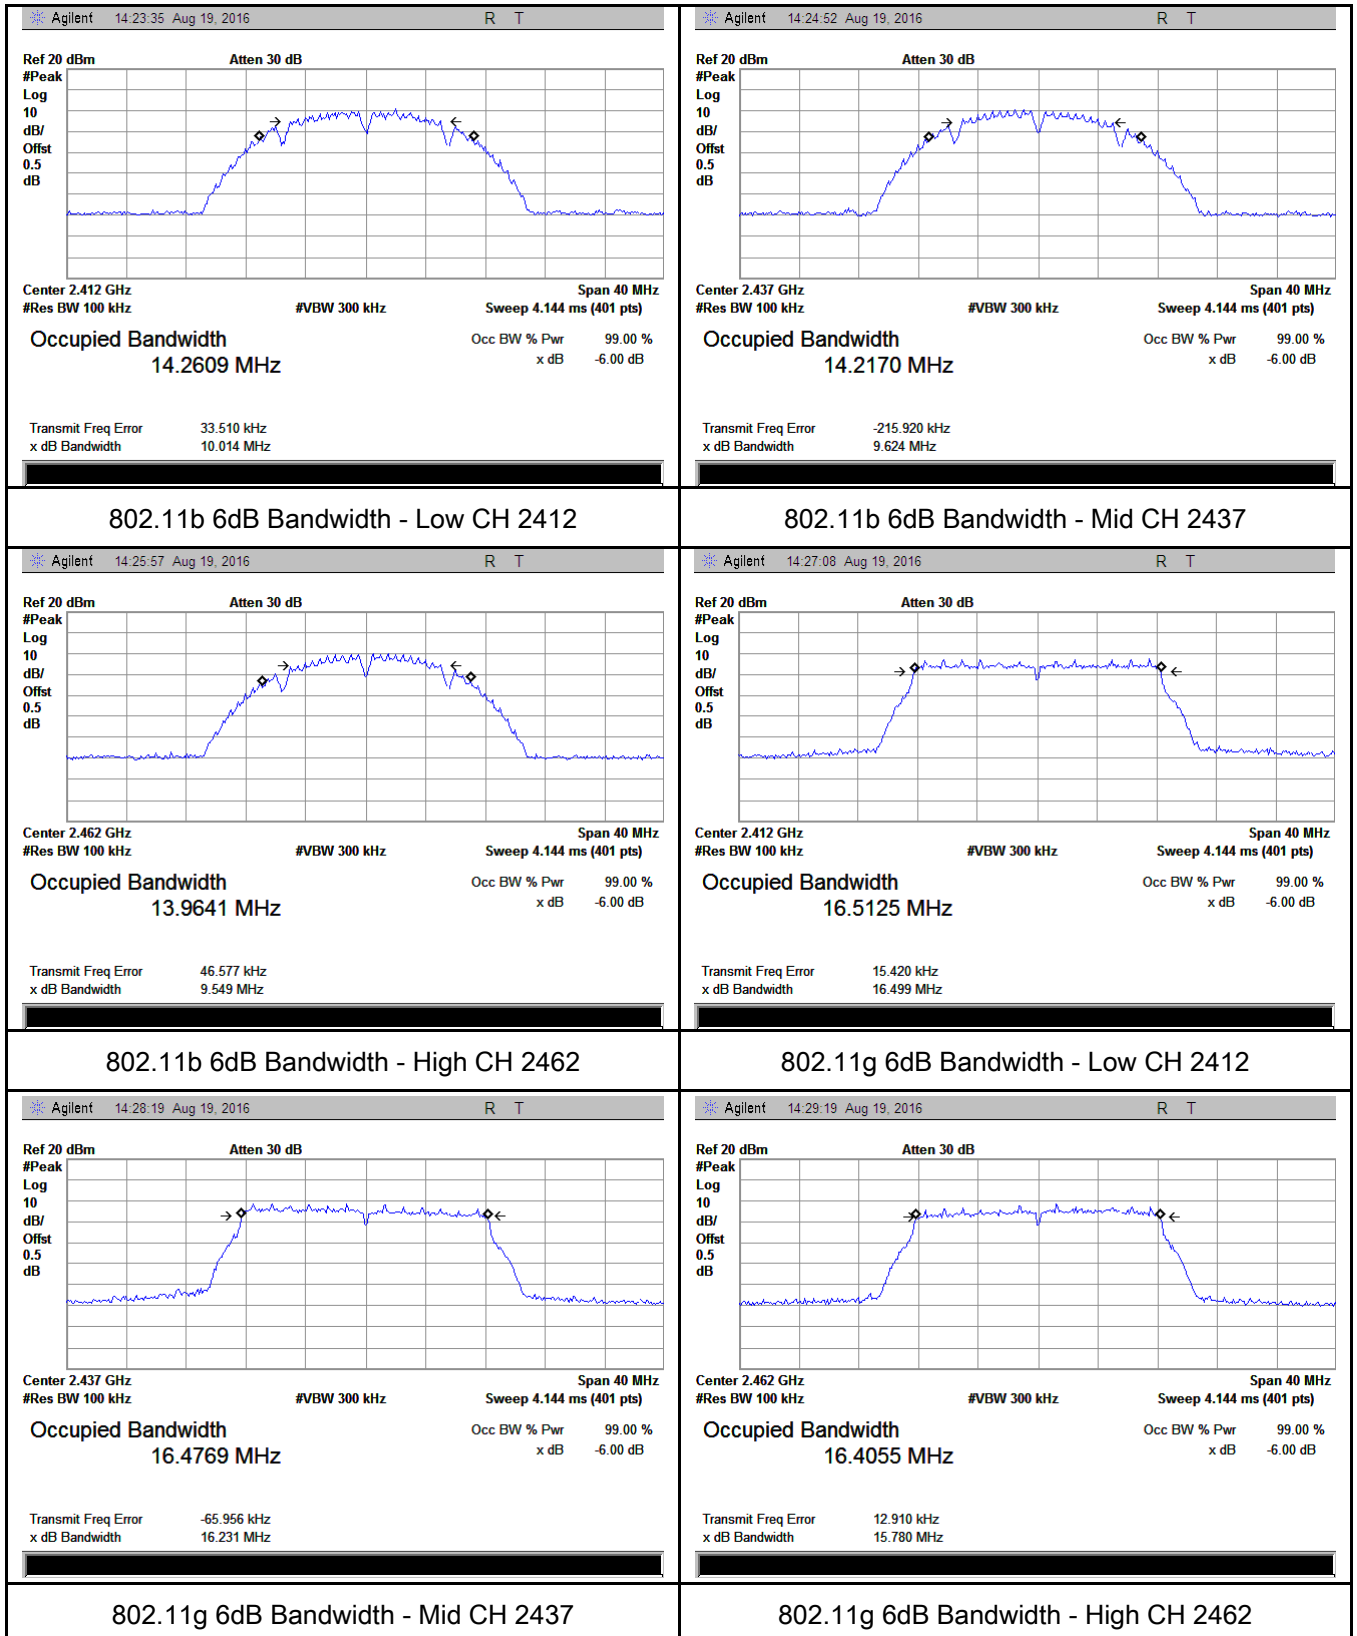 Agilent 14:23:35 Aug 19, 2016 R T
Ref 20 dBm Atten 30 dB
#Peak
Log
10
dB/
Offst
0.5
dB
Center 2.412 GHz Span 40 MHz
#Res BW 100 kHz #VBW 300 kHz Sweep 4.144 ms (401 pts)
Occupied Bandwidth Occ BW % Pwr 99.00 %
14.2609 MHz x dB -6.00 dB
Transmit Freq Error 33.510 kHz
x dB Bandwidth 10.014 MHz
802.11b 6dB Bandwidth - Low CH 2412
Agilent 14:24:52 Aug 19, 2016 R T
Ref 20 dBm Atten 30 dB
#Peak
Log
10
dB/
Offst
0.5
dB
Center 2.437 GHz Span 40 MHz
#Res BW 100 kHz #VBW 300 kHz Sweep 4.144 ms (401 pts)
Occupied Bandwidth Occ BW % Pwr 99.00 %
14.2170 MHz x dB -6.00 dB
Transmit Freq Error -215.920 kHz
x dB Bandwidth 9.624 MHz
802.11b 6dB Bandwidth - Mid CH 2437
Agilent 14:25:57 Aug 19, 2016 R T
Ref 20 dBm Atten 30 dB
#Peak
Log
10
dB/
Offst
0.5
dB
Center 2.462 GHz Span 40 MHz
#Res BW 100 kHz #VBW 300 kHz Sweep 4.144 ms (401 pts)
Occupied Bandwidth Occ BW % Pwr 99.00 %
13.9641 MHz x dB -6.00 dB
Transmit Freq Error 46.577 kHz
x dB Bandwidth 9.549 MHz
802.11b 6dB Bandwidth - High CH 2462
Agilent 14:27:08 Aug 19, 2016 R T
Ref 20 dBm Atten 30 dB
#Peak
Log
10
dB/
Offst
0.5
dB
Center 2.412 GHz Span 40 MHz
#Res BW 100 kHz #VBW 300 kHz Sweep 4.144 ms (401 pts)
Occupied Bandwidth Occ BW % Pwr 99.00 %
16.5125 MHz x dB -6.00 dB
Transmit Freq Error 15.420 kHz
x dB Bandwidth 16.499 MHz
802.11g 6dB Bandwidth - Low CH 2412
Agilent 14:28:19 Aug 19, 2016 R T
Ref 20 dBm Atten 30 dB
#Peak
Log
10
dB/
Offst
0.5
dB
Center 2.437 GHz Span 40 MHz
#Res BW 100 kHz #VBW 300 kHz Sweep 4.144 ms (401 pts)
Occupied Bandwidth Occ BW % Pwr 99.00 %
16.4769 MHz x dB -6.00 dB
Transmit Freq Error -65.956 kHz
x dB Bandwidth 16.231 MHz
802.11g 6dB Bandwidth - Mid CH 2437
Agilent 14:29:19 Aug 19, 2016 R T
Ref 20 dBm Atten 30 dB
#Peak
Log
10
dB/
Offst
0.5
dB
Center 2.462 GHz Span 40 MHz
#Res BW 100 kHz #VBW 300 kHz Sweep 4.144 ms (401 pts)
Occupied Bandwidth Occ BW % Pwr 99.00 %
16.4055 MHz x dB -6.00 dB
Transmit Freq Error 12.910 kHz
x dB Bandwidth 15.780 MHz
802.11g 6dB Bandwidth - High CH 2462